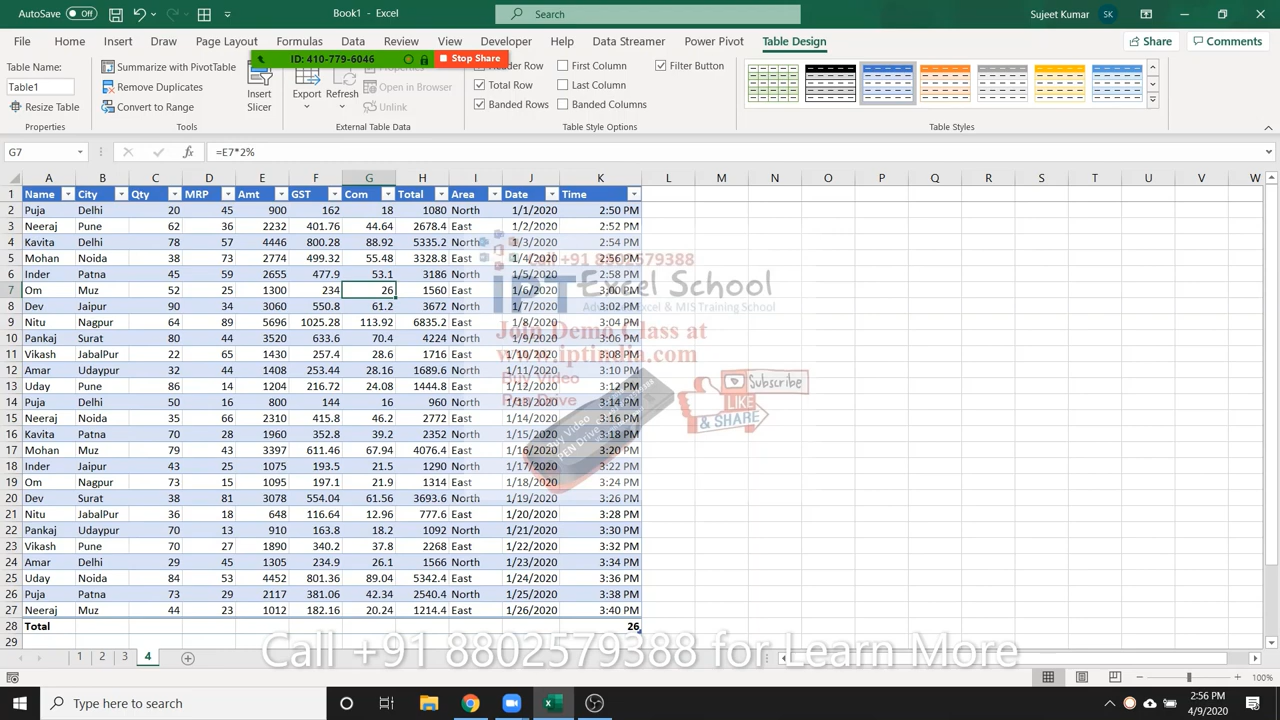 AutoSave Off Book1 - Excel Search Sujeet Kumar SK
File Home Insert Draw Page Layout Formulas Data Review View Developer Help Data Streamer Power Pivot Table Design Share Comments
ID: 410-779-6046 Stop Share
Table Name:
Table1
Resize Table
Properties
Summarize with PivotTable
Remove Duplicates
Convert to Range
Tools
Insert Slicer
Export
Refresh
Properties
Open in Browser
Unlink
External Table Data
Header Row First Column Filter Button
Total Row Last Column
Banded Rows Banded Columns
Table Style Options
Table Styles
G7 fx =E7*2%
A B C D E F G H I J K L M N O P Q R S T U V W
1 Name City Qty MRP Amt GST Com Total Area Date Time
2 Puja Delhi 20 45 900 162 18 1080 North 1/1/2020 2:50 PM
3 Neeraj Pune 62 36 2232 401.76 44.64 2678.4 East 1/2/2020 2:52 PM
4 Kavita Delhi 78 57 4446 800.28 88.92 5335.2 North 1/3/2020 2:54 PM
5 Mohan Noida 38 73 2774 499.32 55.48 3328.8 East 1/4/2020 2:56 PM
6 Inder Patna 45 59 2655 477.9 53.1 3186 North 1/5/2020 2:58 PM
7 Om Muz 52 25 1300 234 26 1560 East 1/6/2020 3:00 PM
8 Dev Jaipur 90 34 3060 550.8 61.2 3672 North 1/7/2020 3:02 PM
9 Nitu Nagpur 64 89 5696 1025.28 113.92 6835.2 East 1/8/2020 3:04 PM
10 Pankaj Surat 80 44 3520 633.6 70.4 4224 North 1/9/2020 3:06 PM
11 Vikash JabalPur 22 65 1430 257.4 28.6 1716 East 1/10/2020 3:08 PM
12 Amar Udaypur 32 44 1408 253.44 28.16 1689.6 East 1/11/2020 3:10 PM
13 Uday Pune 86 14 1204 216.72 24.08 1444.8 East 1/12/2020 3:12 PM
14 Puja Delhi 50 16 800 144 16 960 North 1/13/2020 3:14 PM
15 Neeraj Noida 35 66 2310 415.8 46.2 2772 East 1/14/2020 3:16 PM
16 Kavita Patna 70 28 1960 352.8 39.2 2352 North 1/15/2020 3:18 PM
17 Mohan Muz 79 43 3397 611.46 67.94 4076.4 East 1/16/2020 3:20 PM
18 Inder Jaipur 43 25 1075 193.5 21.5 1290 North 1/17/2020 3:22 PM
19 Om Nagpur 73 15 1095 197.1 21.9 1314 East 1/18/2020 3:24 PM
20 Dev Surat 38 81 3078 554.04 61.56 3693.6 North 1/19/2020 3:26 PM
21 Nitu JabalPur 36 18 648 116.64 12.96 777.6 East 1/20/2020 3:28 PM
22 Pankaj Udaypur 70 13 910 163.8 18.2 1092 North 1/21/2020 3:30 PM
23 Vikash Pune 70 27 1890 340.2 37.8 2268 East 1/22/2020 3:32 PM
24 Amar Delhi 29 45 1305 234.9 26.1 1566 North 1/23/2020 3:34 PM
25 Uday Noida 84 53 4452 801.36 89.04 5342.4 East 1/24/2020 3:36 PM
26 Puja Patna 73 29 2117 381.06 42.34 2540.4 North 1/25/2020 3:38 PM
27 Neeraj Muz 44 23 1012 182.16 20.24 1214.4 East 1/26/2020 3:40 PM
28 Total 26
29
Call +91 8802579388
ipt Excel School
Advanced Excel & MIS Training School
Join Demo Class at
www.iptindia.com
Buy Video
Pen Drive
Buy Video
PEN Drive
Subscribe
LIKE
& SHARE
Call +91 8802579388 for Learn More
1 2 3 4
100%
Type here to search
2:56 PM
4/9/2020